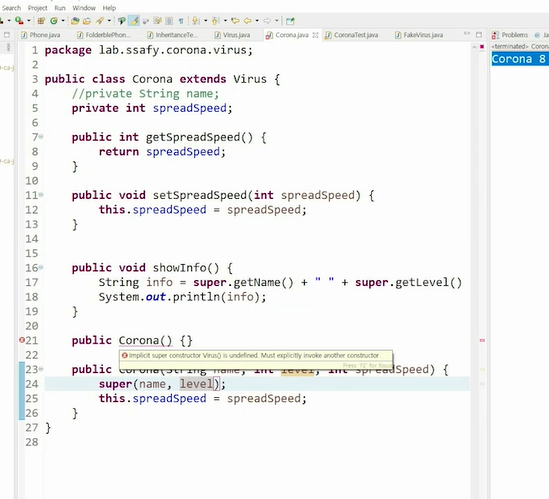 Search Project Run Window Help
Phone.java FolderblePhon... InheritanceTe... Virus.java Corona.java CoronaTest.java FakeVirus.java
Problems Ja
<terminated> Coron
Corona 8
1 package lab.ssafy.corona.virus;
2
3 public class Corona extends Virus {
4 //private String name;
5 private int spreadSpeed;
6
7 public int getSpreadSpeed() {
8 return spreadSpeed;
9 }
10
11 public void setSpreadSpeed(int spreadSpeed) {
12 this.spreadSpeed = spreadSpeed;
13 }
14
15
16 public void showInfo() {
17 String info = super.getName() + " " + super.getLevel()
18 System.out.println(info);
19 }
20
21 public Corona() {}
22
Implicit super constructor Virus() is undefined. Must explicitly invoke another constructor
23 public Corona(String name, int level, int spreadSpeed) {
24 super(name, level);
25 this.spreadSpeed = spreadSpeed;
26 }
27 }
28